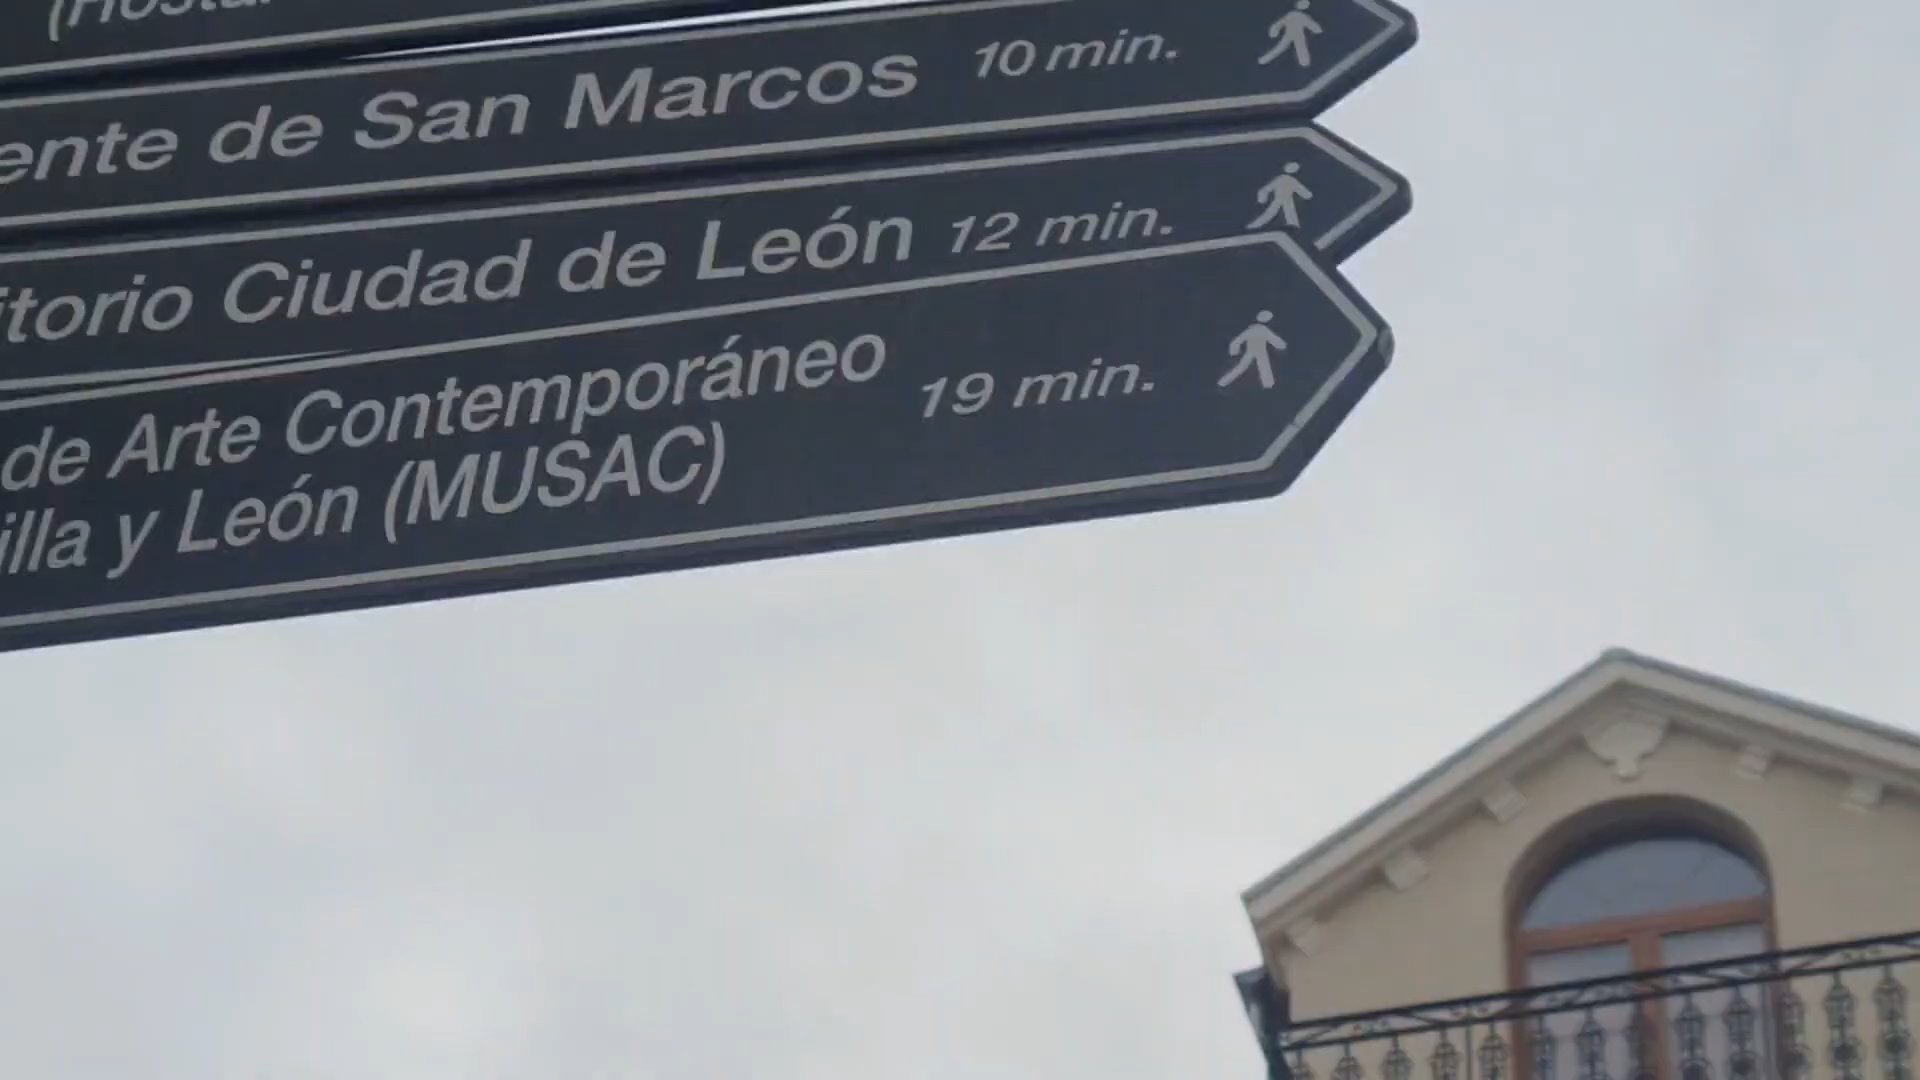 (Hostal
ente de San Marcos 10 min.
itorio Ciudad de León 12 min.
de Arte Contemporáneo 19 min.
illa y León (MUSAC)